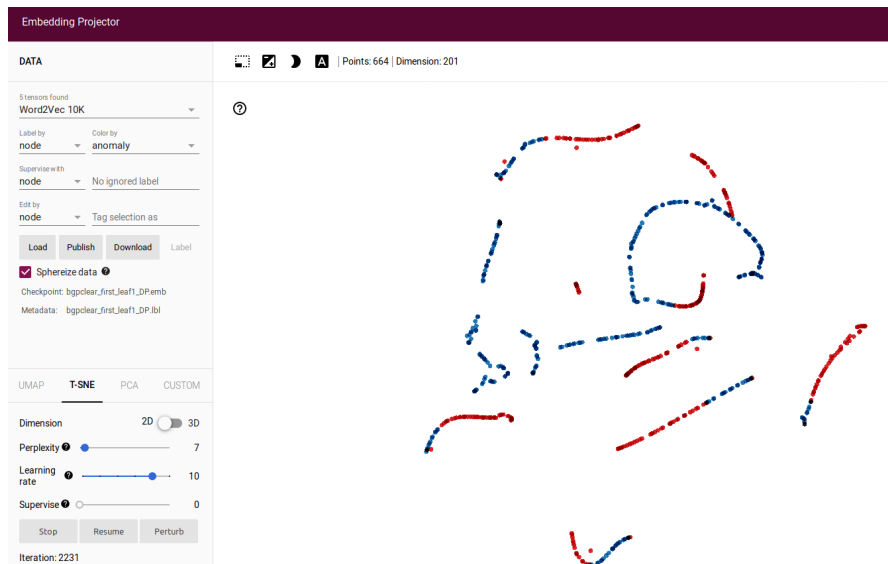 Embedding Projector
DATA
A | Points: 664 | Dimension: 201
5 tensors found
Word2Vec 10K
Label by Color by
node anomaly
Supervise with
node No ignored label
Edit by
node Tag selection as
Load Publish Download Label
Sphereize data ?
Checkpoint: bgpclear_first_leaf1_DP.emb
Metadata: bgpclear_first_leaf1_DP.lbl
UMAP T-SNE PCA CUSTOM
Dimension 2D 3D
Perplexity ? 7
Learning
rate ? 10
Supervise ? 0
Stop Resume Perturb
Iteration: 2231